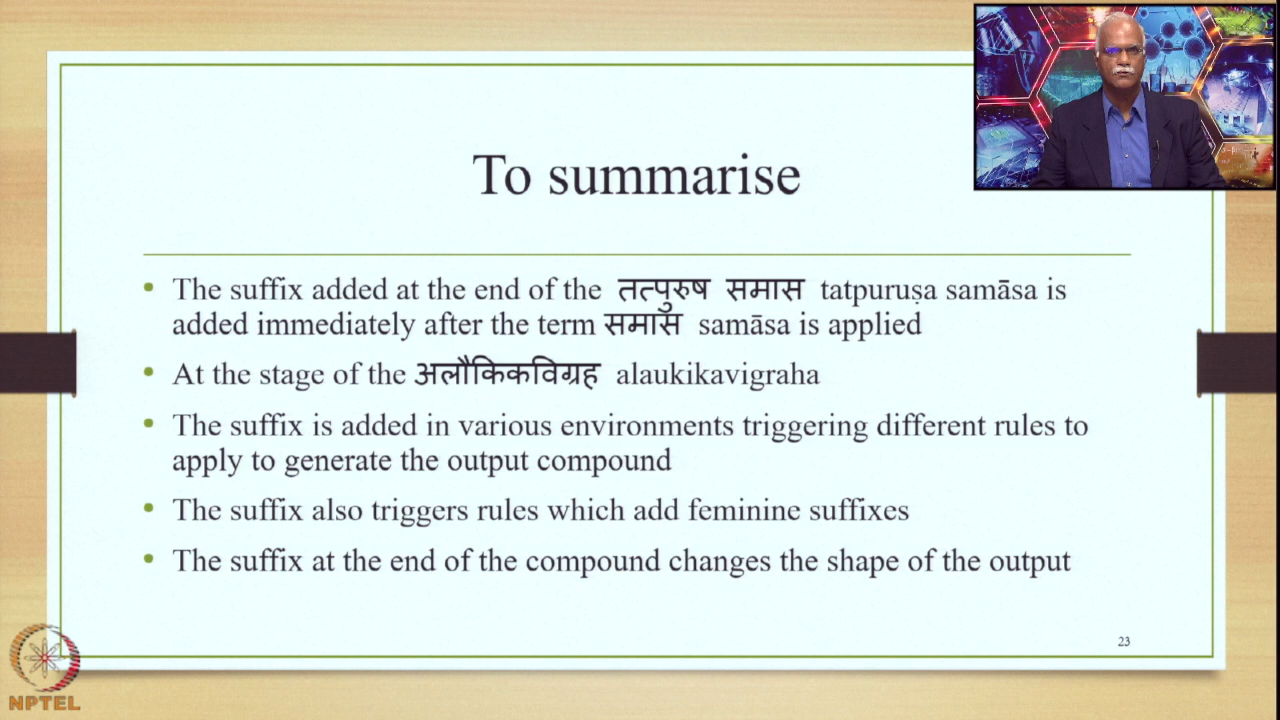 To summarise
• The suffix added at the end of the तत्पुरुष समास tatpuruṣa samāsa is
added immediately after the term समास samāsa is applied
• At the stage of the अलौकिकविग्रह alaukikavigraha
• The suffix is added in various environments triggering different rules to
apply to generate the output compound
• The suffix also triggers rules which add feminine suffixes
• The suffix at the end of the compound changes the shape of the output
23
NPTEL